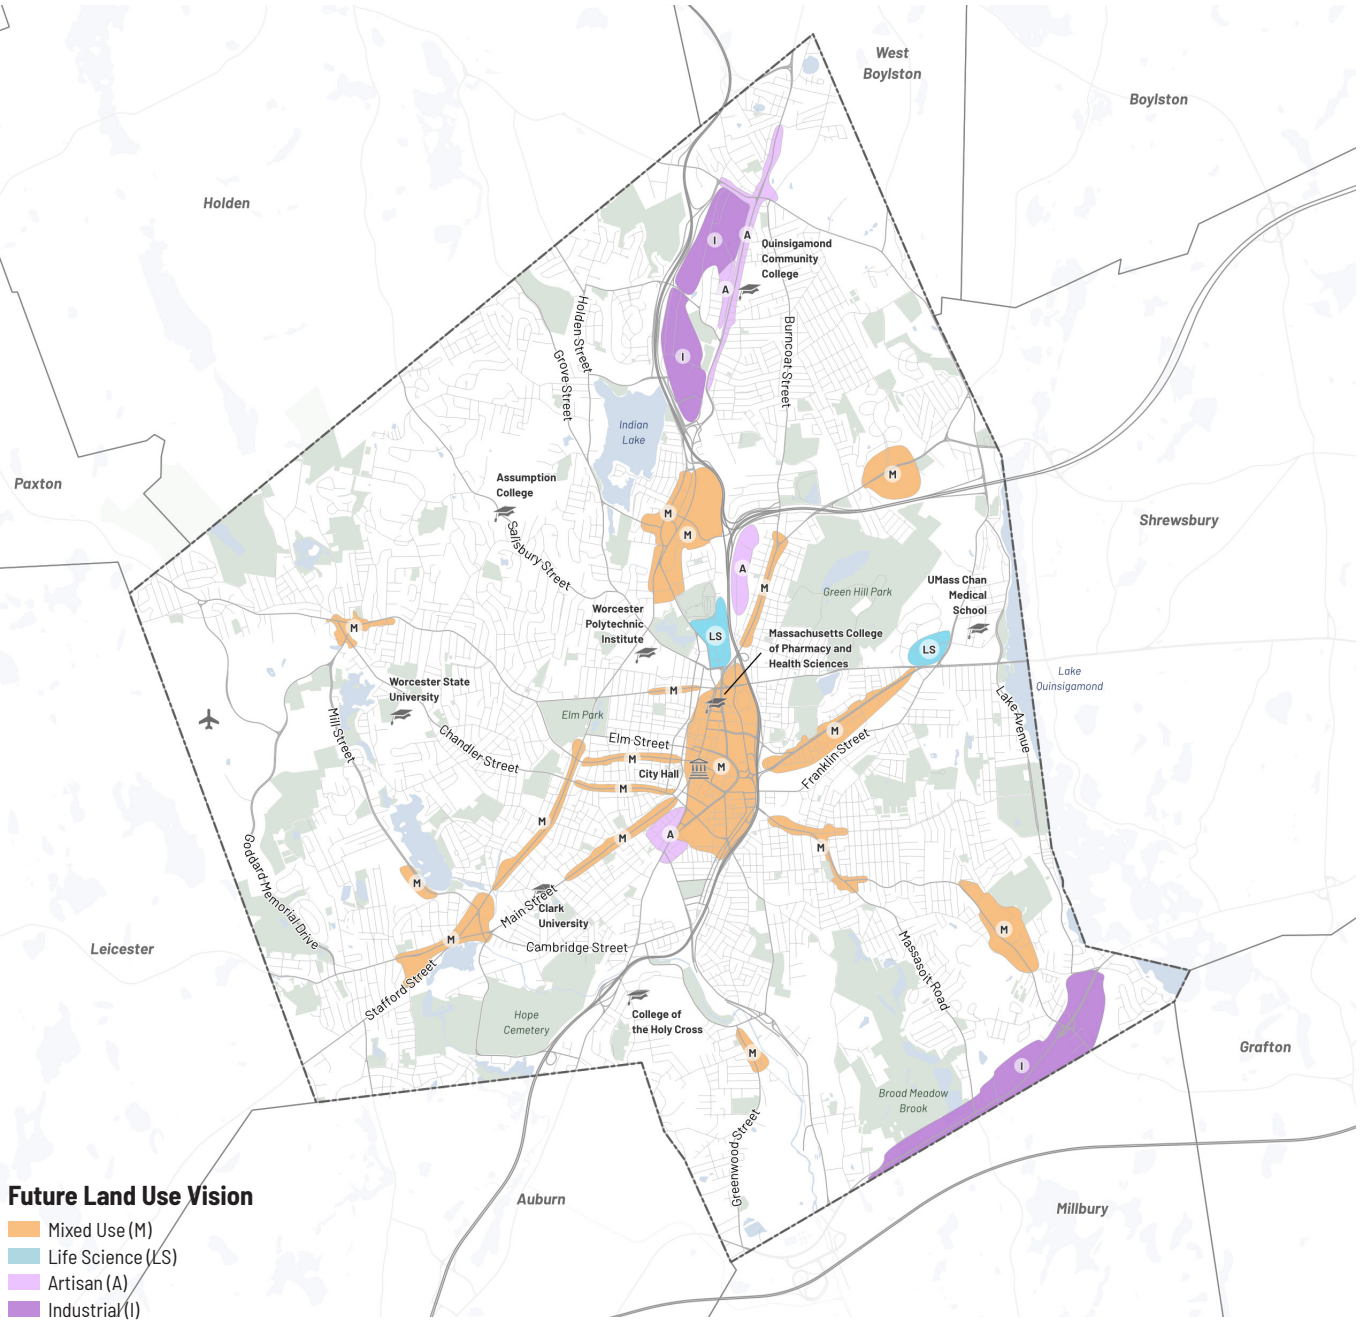 West
Boylston
Boylston
Holden
I
A
Quinsigamond
Community
College
A
Holden Street
Grove Street
Burncoat Street
I
Indian
Lake
Paxton
Assumption
College
M
M
M
Shrewsbury
Salisbury Street
A
M
Green Hill Park
UMass Chan
Medical
School
Worcester
Polytechnic
Institute
LS
Massachusetts College
of Pharmacy and
Health Sciences
LS
M
Lake
Quinsigamond
Worcester State
University
M
Elm Park
Lake Avenue
Mill Street
Chandler Street
Elm Street
M
City Hall
M
M
Franklin Street
M
M
M
A
M
Goddard Memorial Drive
M
Main Street
Clark
University
M
Cambridge Street
M
Leicester
Stafford Street
Massasoit Road
Hope
Cemetery
College of
the Holy Cross
M
I
Grafton
Broad Meadow
Brook
Greenwood Street
Auburn
Millbury
Future Land Use Vision
Mixed Use (M)
Life Science (LS)
Artisan (A)
Industrial (I)